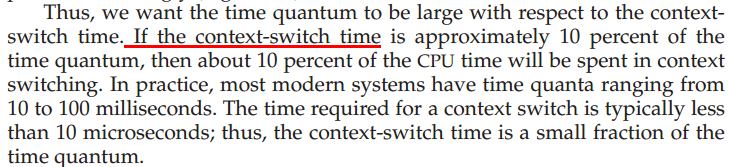 Thus, we want the time quantum to be large with respect to the context-
switch time. If the context-switch time is approximately 10 percent of the
time quantum, then about 10 percent of the CPU time will be spent in context
switching. In practice, most modern systems have time quanta ranging from
10 to 100 milliseconds. The time required for a context switch is typically less
than 10 microseconds; thus, the context-switch time is a small fraction of the
time quantum.